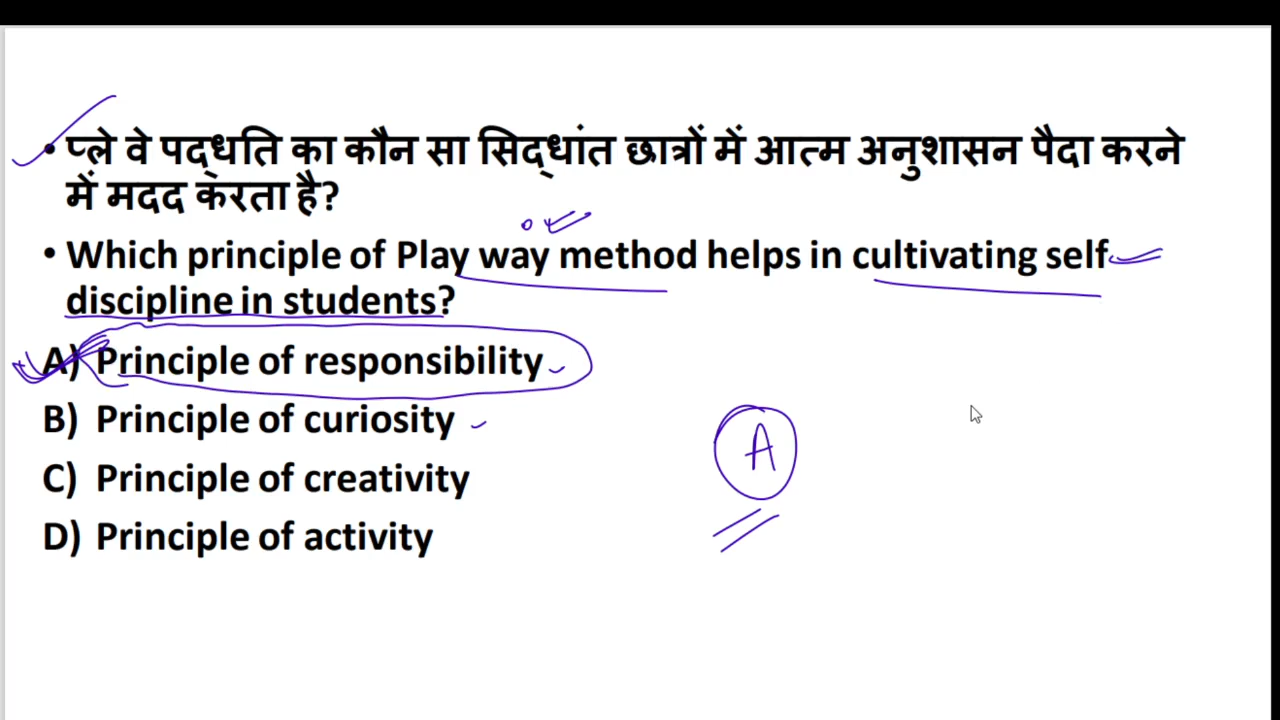 • प्ले वे पद्धति का कौन सा सिद्धांत छात्रों में आत्म अनुशासन पैदा करने
में मदद करता है?
• Which principle of Play way method helps in cultivating self
discipline in students?
A) Principle of responsibility
B) Principle of curiosity
C) Principle of creativity
D) Principle of activity
A